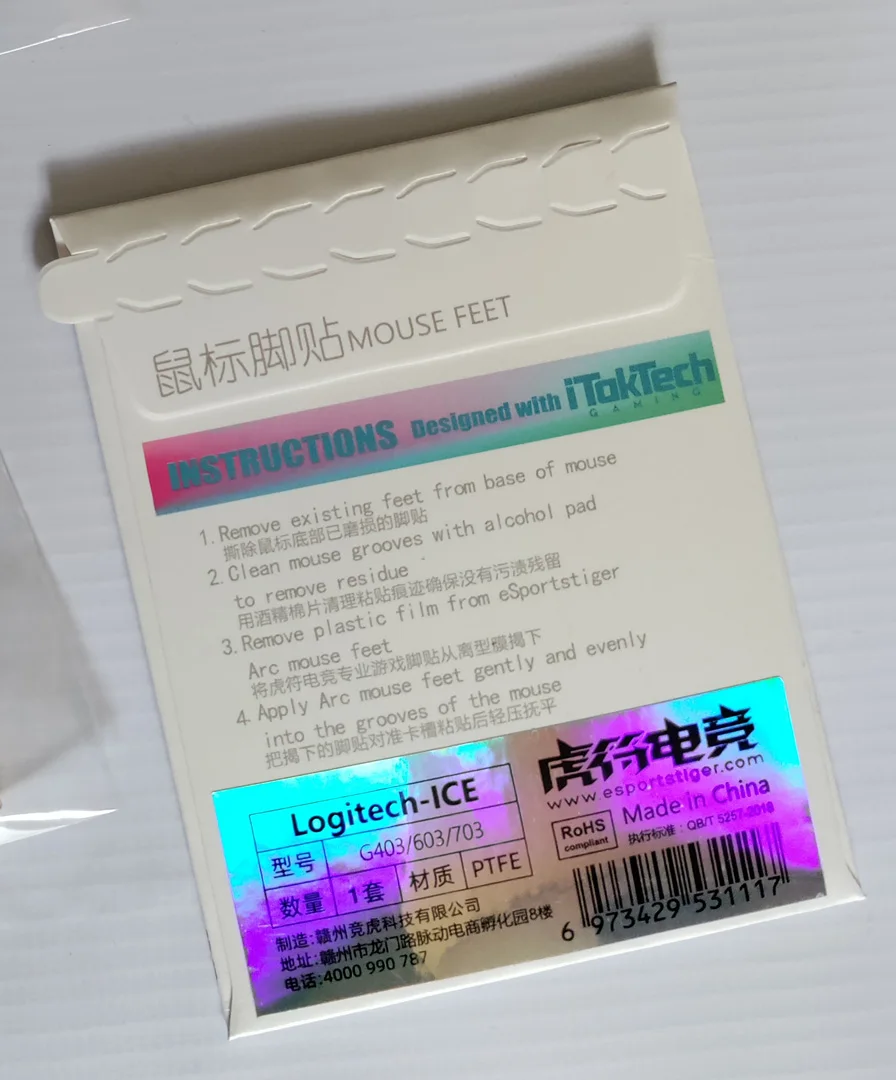 鼠标脚贴 MOUSE FEET
INSTRUCTIONS Designed with iTakTech
GAMING
1. Remove existing feet from base of mouse
撕除鼠标底部已磨损的脚贴
2. Clean mouse grooves with alcohol pad
to remove residue
用酒精棉片清理粘贴痕迹确保没有污渍残留
3. Remove plastic film from eSportstiger
Arc mouse feet
将虎符电竞专业游戏脚贴从离型膜揭下
4. Apply Arc mouse feet gently and evenly
into the grooves of the mouse
把揭下的脚贴对准卡槽粘贴后轻压抚平
Logitech-ICE
型号 G403/603/703
数量 1套 材质 PTFE
制造:赣州竞虎科技有限公司
地址:赣州市龙门路脉动电商孵化园8楼
电话:4000 990 787
虎符电竞
www.esportstiger.com
RoHS
compliant
Made in China
执行标准:QB/T 5257-2018
6 973429 531117